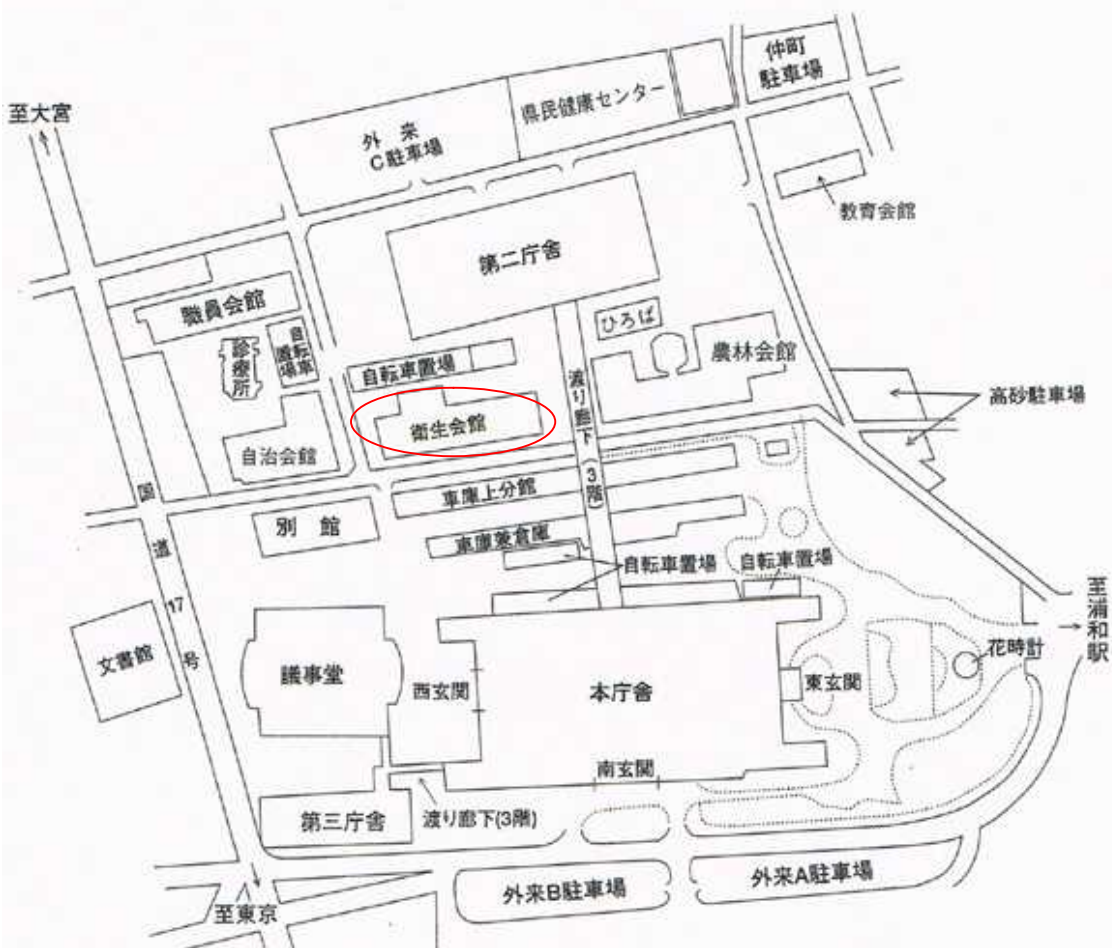 仲町
駐車場
至大宮
県民健康センター
外来
C駐車場
教育会館
第二庁舎
職員会館
ひろば
自転車
置場
診療所
農林会館
自転車置場
渡り廊下(3階)
高砂駐車場
衛生会館
自治会館
車庫上分館
国道17号
別館
車庫兼倉庫
自転車置場
自転車置場
至浦和駅
文書館
花時計
議事堂
西玄関
本庁舎
東玄関
南玄関
第三庁舎
渡り廊下(3階)
外来B駐車場
外来A駐車場
至東京